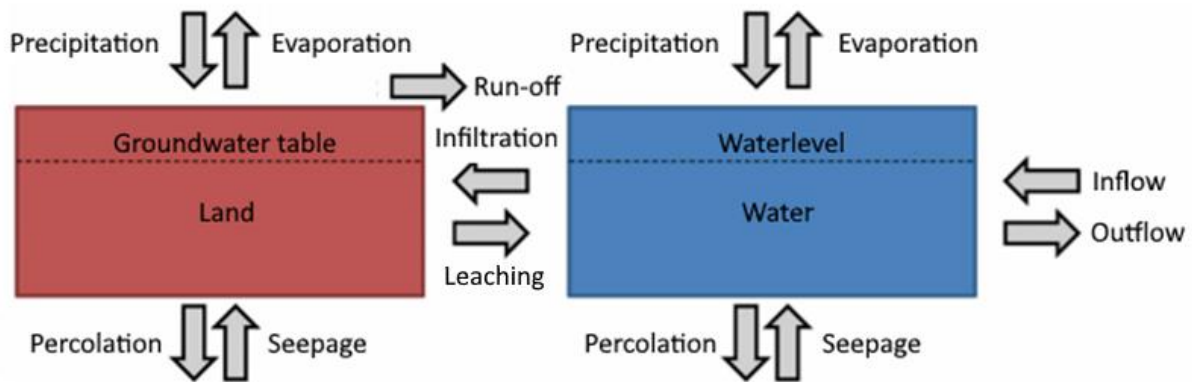 Precipitation
Evaporation
Precipitation
Evaporation
Run-off
Groundwater table
Infiltration
Waterlevel
Inflow
Land
Water
Outflow
Leaching
Percolation
Seepage
Percolation
Seepage